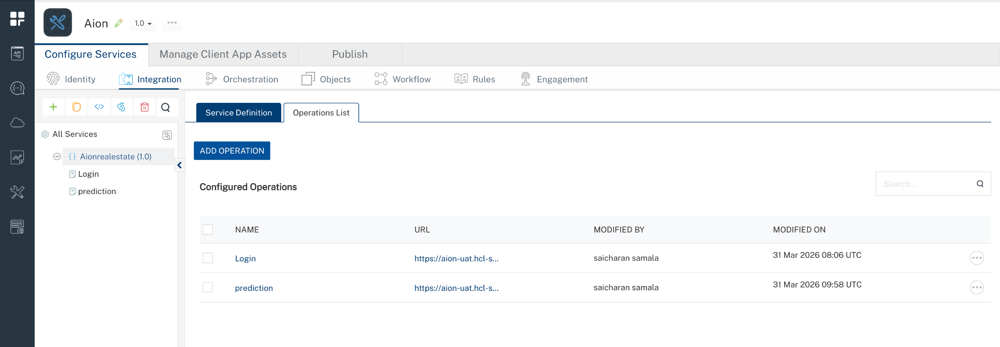 Aion 1.0
Configure Services Manage Client App Assets Publish
API
Identity Integration Orchestration Objects Workflow Rules Engagement
Service Definition Operations List
All Services
{} Aionrealestate (1.0)
Login
prediction
ADD OPERATION
Configured Operations
Search...
NAME URL MODIFIED BY MODIFIED ON
Login https://aion-uat.hcl-s... saicharan samala 31 Mar 2026 08:06 UTC
prediction https://aion-uat.hcl-s... saicharan samala 31 Mar 2026 09:58 UTC